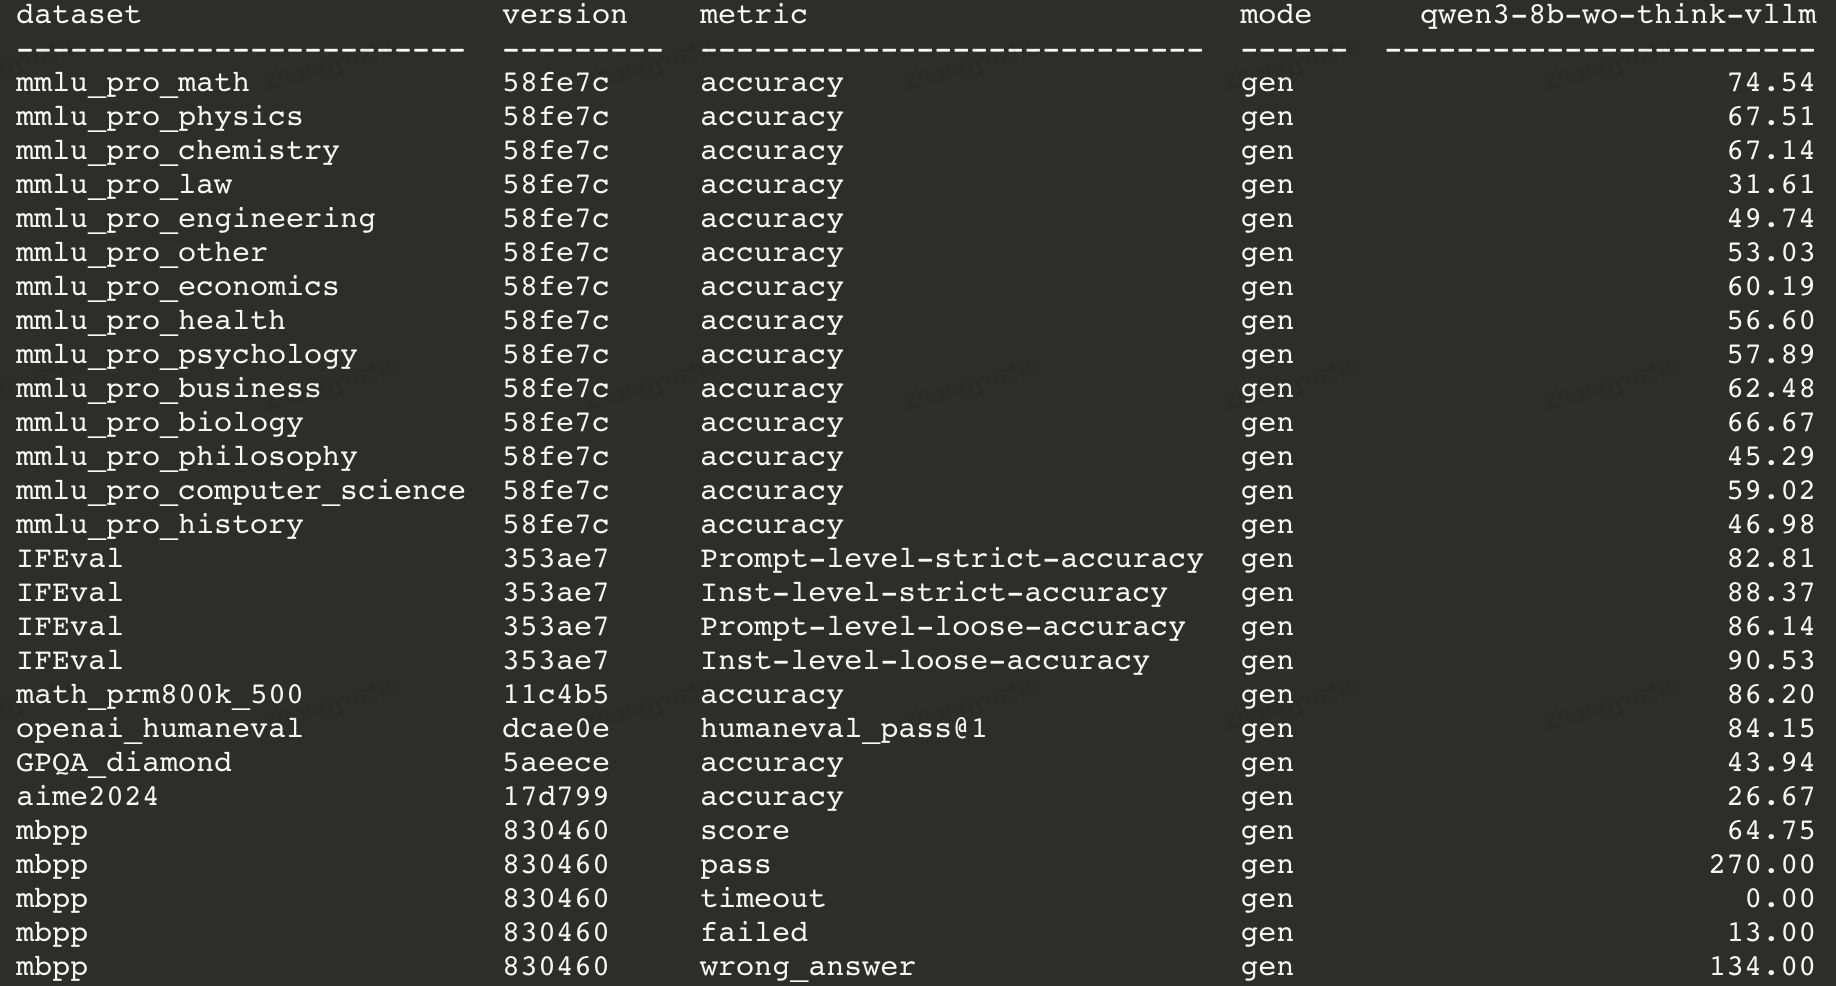 dataset                    version    metric                        mode      qwen3-8b-wo-think-vllm
-------------------------  ---------  ----------------------------  ------  ------------------------
mmlu_pro_math              58fe7c     accuracy                      gen                        74.54
mmlu_pro_physics           58fe7c     accuracy                      gen                        67.51
mmlu_pro_chemistry         58fe7c     accuracy                      gen                        67.14
mmlu_pro_law               58fe7c     accuracy                      gen                        31.61
mmlu_pro_engineering       58fe7c     accuracy                      gen                        49.74
mmlu_pro_other             58fe7c     accuracy                      gen                        53.03
mmlu_pro_economics         58fe7c     accuracy                      gen                        60.19
mmlu_pro_health            58fe7c     accuracy                      gen                        56.60
mmlu_pro_psychology        58fe7c     accuracy                      gen                        57.89
mmlu_pro_business          58fe7c     accuracy                      gen                        62.48
mmlu_pro_biology           58fe7c     accuracy                      gen                        66.67
mmlu_pro_philosophy        58fe7c     accuracy                      gen                        45.29
mmlu_pro_computer_science  58fe7c     accuracy                      gen                        59.02
mmlu_pro_history           58fe7c     accuracy                      gen                        46.98
IFEval                     353ae7     Prompt-level-strict-accuracy  gen                        82.81
IFEval                     353ae7     Inst-level-strict-accuracy    gen                        88.37
IFEval                     353ae7     Prompt-level-loose-accuracy   gen                        86.14
IFEval                     353ae7     Inst-level-loose-accuracy     gen                        90.53
math_prm800k_500           11c4b5     accuracy                      gen                        86.20
openai_humaneval           dcae0e     humaneval_pass@1              gen                        84.15
GPQA_diamond               5aeece     accuracy                      gen                        43.94
aime2024                   17d799     accuracy                      gen                        26.67
mbpp                       830460     score                         gen                        64.75
mbpp                       830460     pass                          gen                       270.00
mbpp                       830460     timeout                       gen                         0.00
mbpp                       830460     failed                        gen                        13.00
mbpp                       830460     wrong_answer                  gen                       134.00